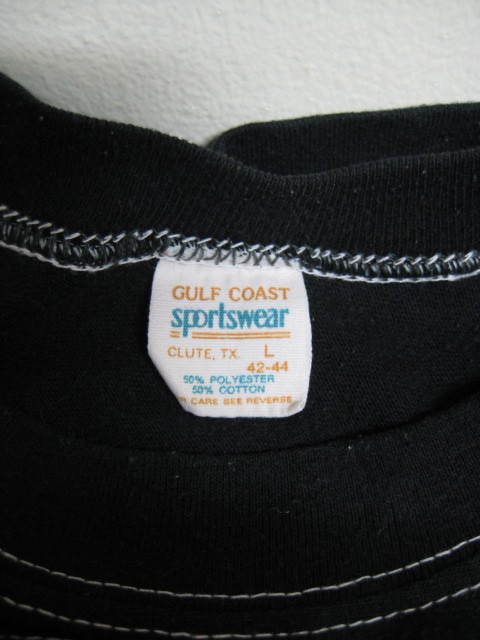 GULF COAST
sportswear
CLUTE, TX. L
42-44
50% POLYESTER
50% COTTON
CARE SEE REVERSE